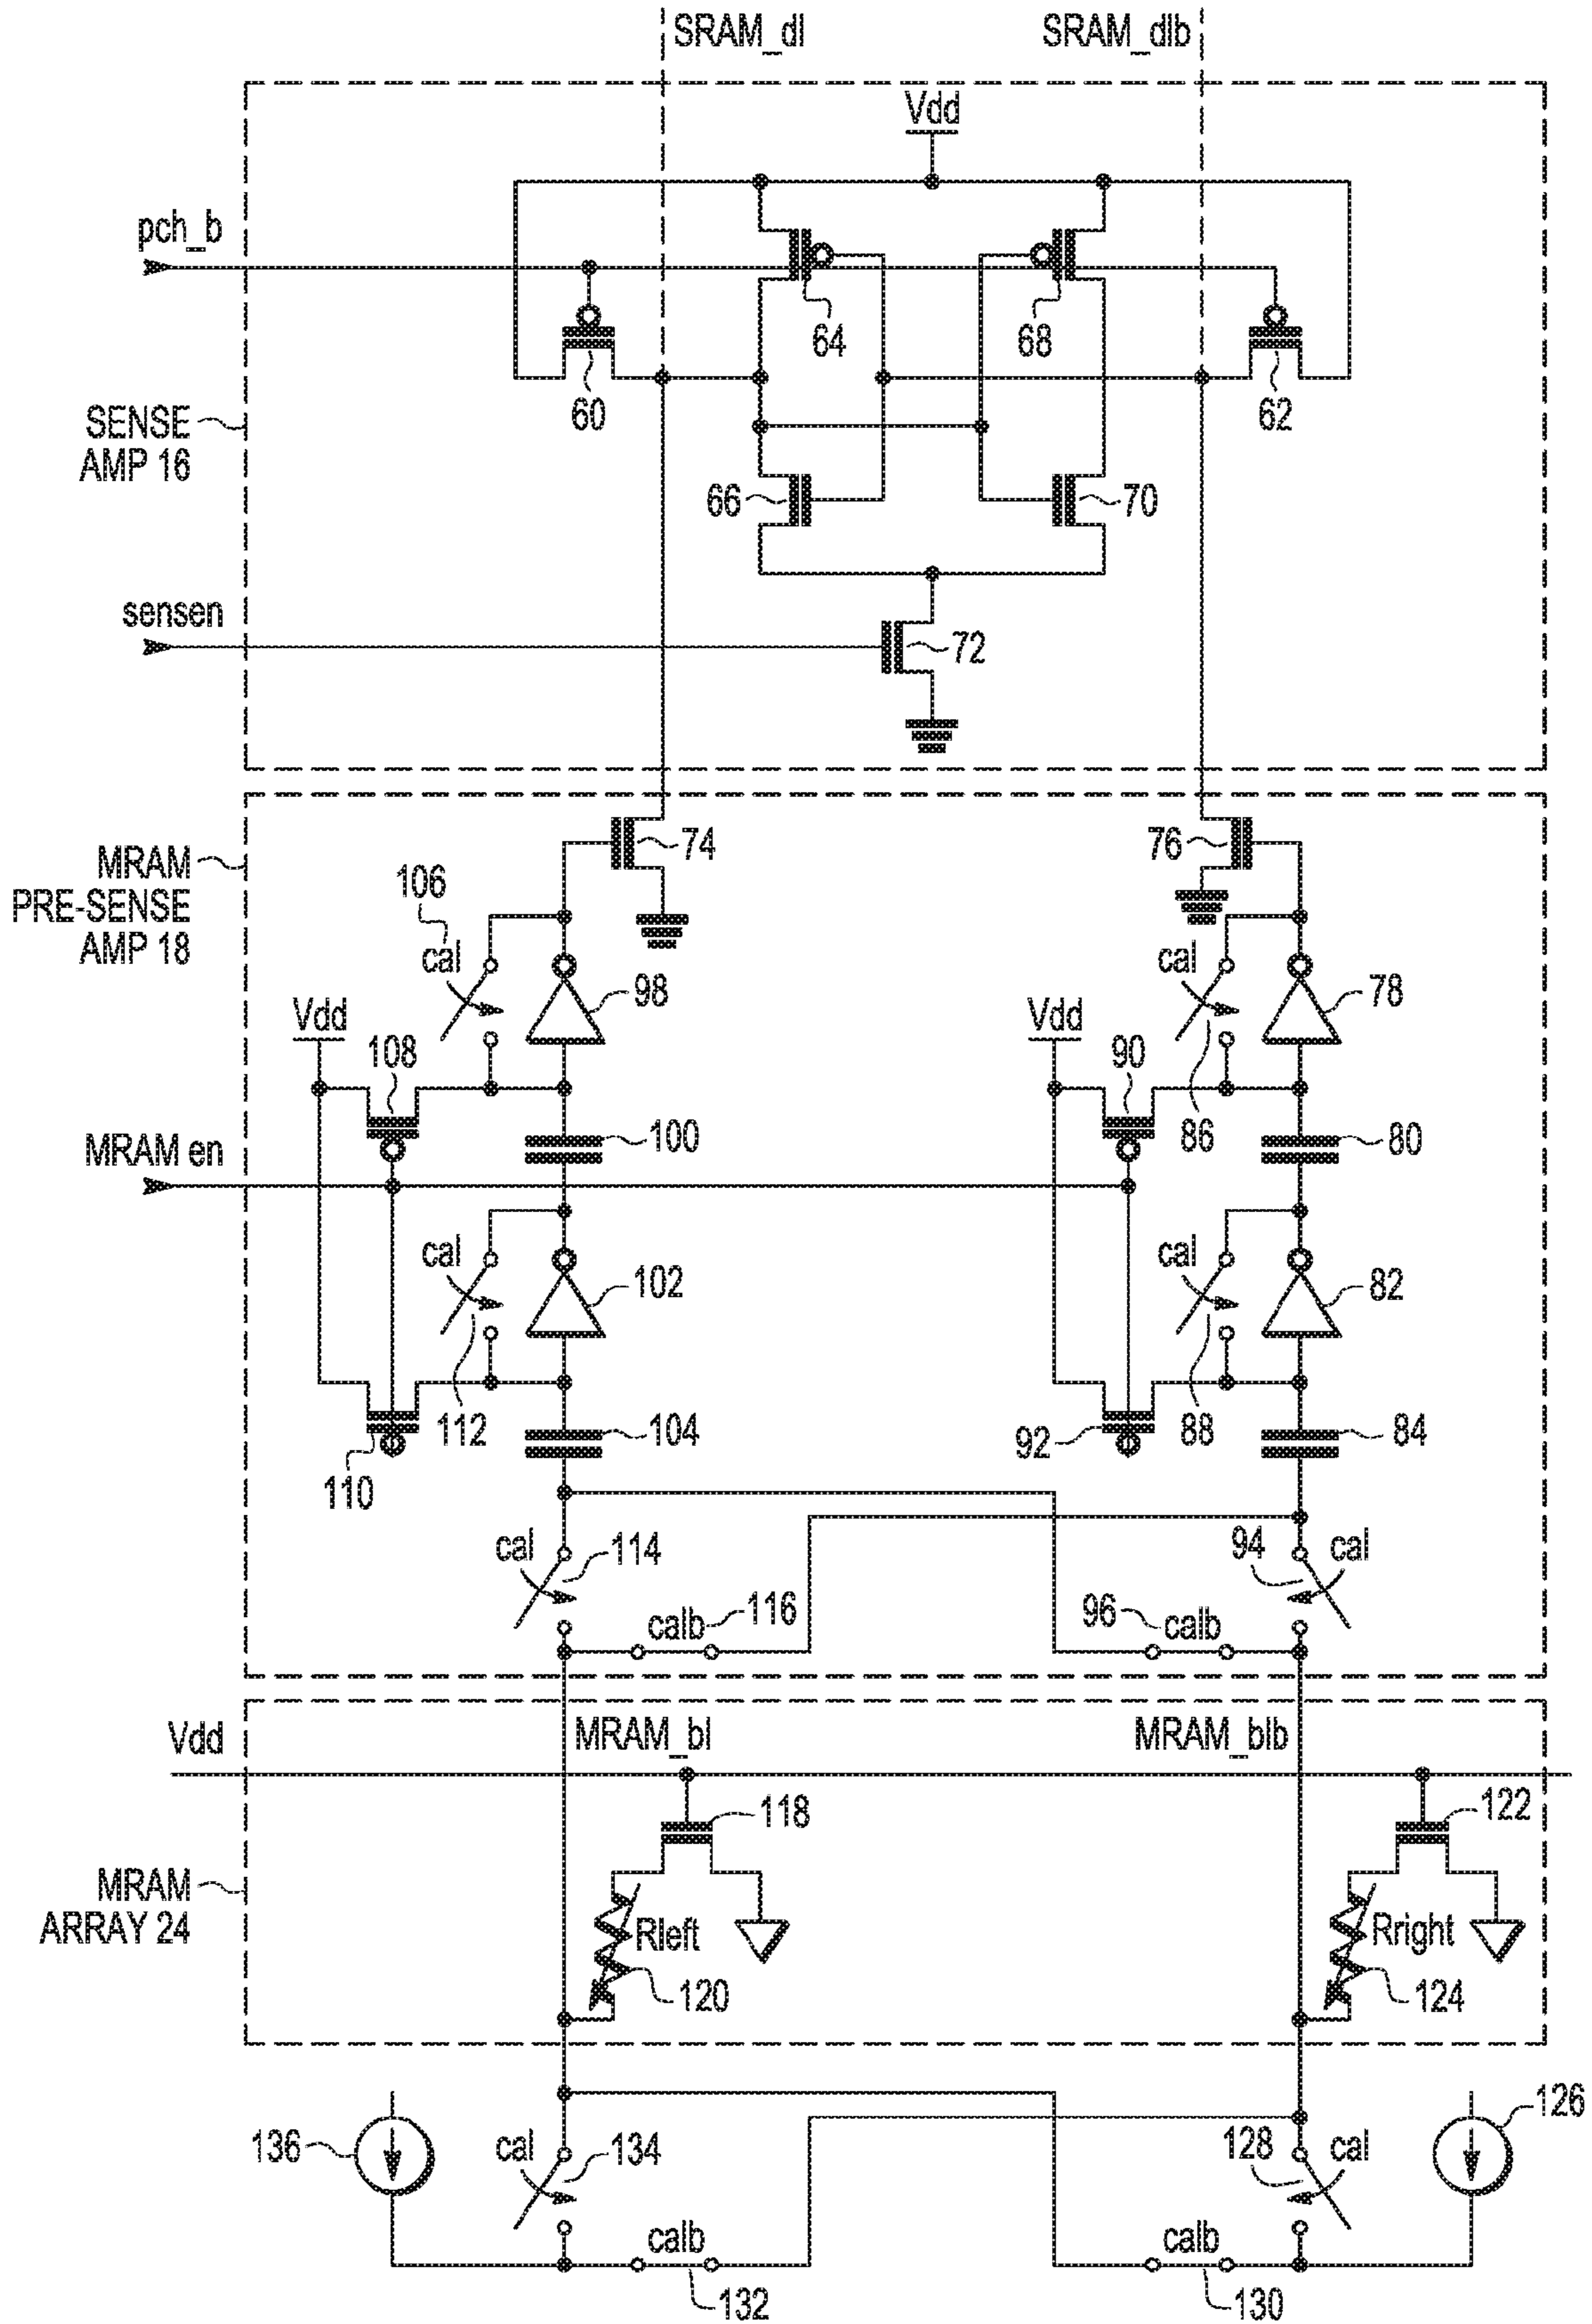 SRAM_dl
SRAM_dlb
Vdd
pch_b
64
68
60
62
SENSE
AMP 16
66
70
sensen
72
74
76
MRAM
PRE-SENSE
AMP 18
106
cal
98
cal
78
Vdd
108
Vdd
90
100
86
80
MRAM en
cal
102
cal
82
112
104
92
88
84
110
cal
114
94
cal
116
calb
96
calb
Vdd
MRAM_bl
MRAM_blb
118
122
MRAM
ARRAY 24
Rleft
Rright
120
124
126
136
cal
134
128
cal
calb
calb
132
130